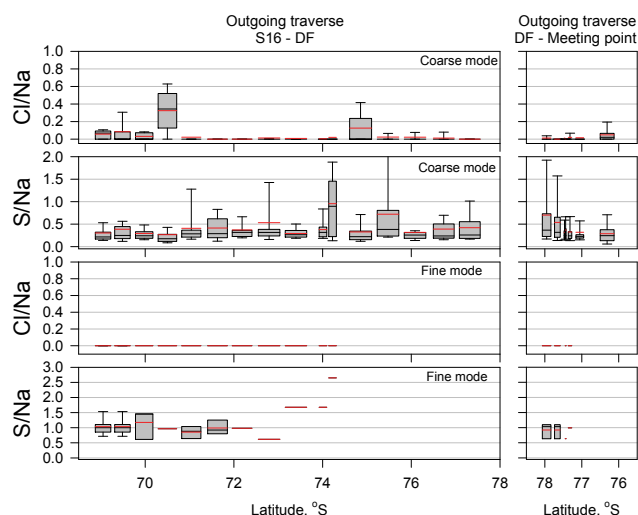 Outgoing traverse
S16 - DF
Outgoing traverse
DF - Meeting point
Cl/Na
1.0
0.8
0.6
0.4
0.2
0.0
Coarse mode
S/Na
2.0
1.5
1.0
0.5
0.0
Coarse mode
Cl/Na
1.0
0.8
0.6
0.4
0.2
0.0
Fine mode
S/Na
3.0
2.5
2.0
1.5
1.0
0.5
0.0
Fine mode
70 72 74 76 78
78 77 76
Latitude, °S
Latitude, °S